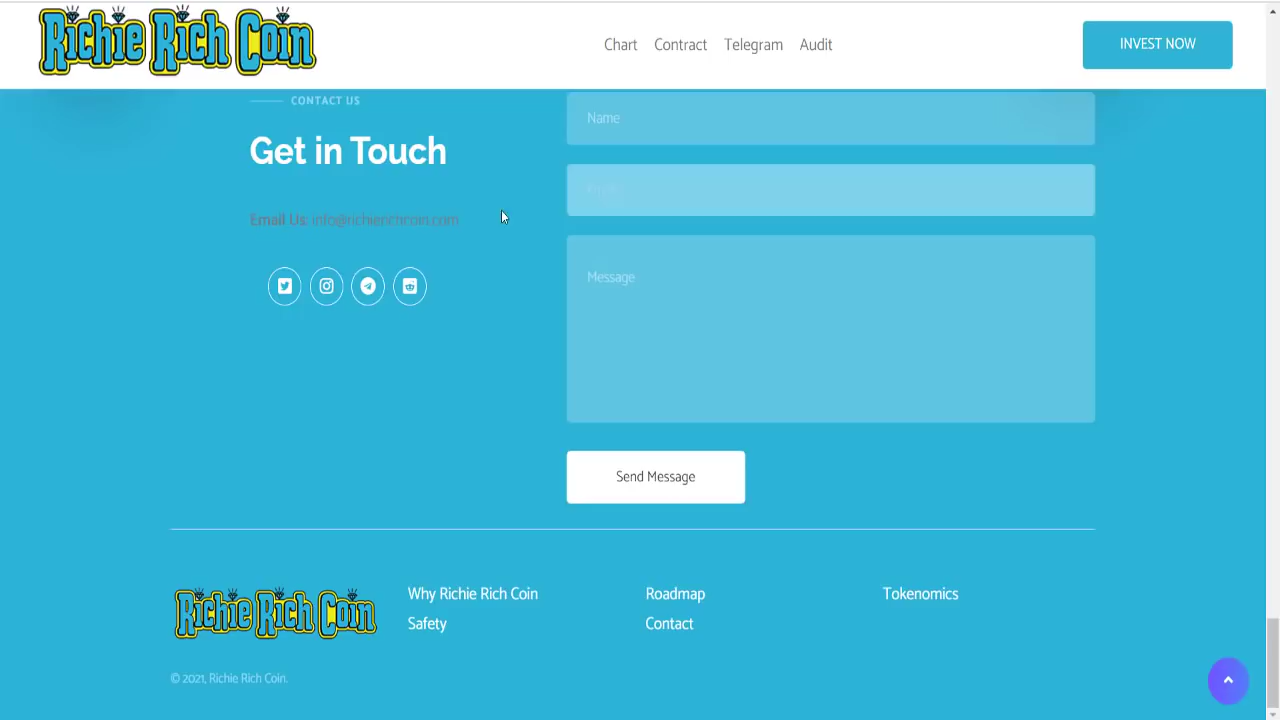 Richie Rich Coin
Chart
Contract
Telegram
Audit
INVEST NOW
CONTACT US
Get in Touch
Email Us: info@richierichcoin.com
Name
Email
Message
Send Message
Richie Rich Coin
Why Richie Rich Coin
Safety
Roadmap
Contact
Tokenomics
© 2021, Richie Rich Coin.